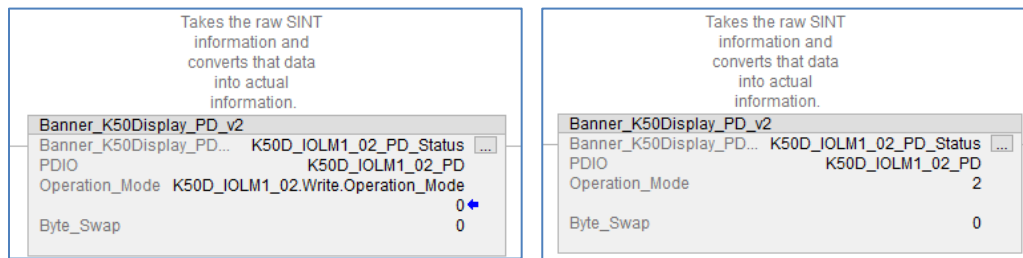 Takes the raw SINT
information and
converts that data
into actual
information.
Banner_K50Display_PD_v2
Banner_K50Display_PD... K50D_IOLM1_02_PD_Status ...
PDIO K50D_IOLM1_02_PD
Operation_Mode K50D_IOLM1_02.Write.Operation_Mode
0
Byte_Swap 0
Takes the raw SINT
information and
converts that data
into actual
information.
Banner_K50Display_PD_v2
Banner_K50Display_PD... K50D_IOLM1_02_PD_Status ...
PDIO K50D_IOLM1_02_PD
Operation_Mode 2
Byte_Swap 0